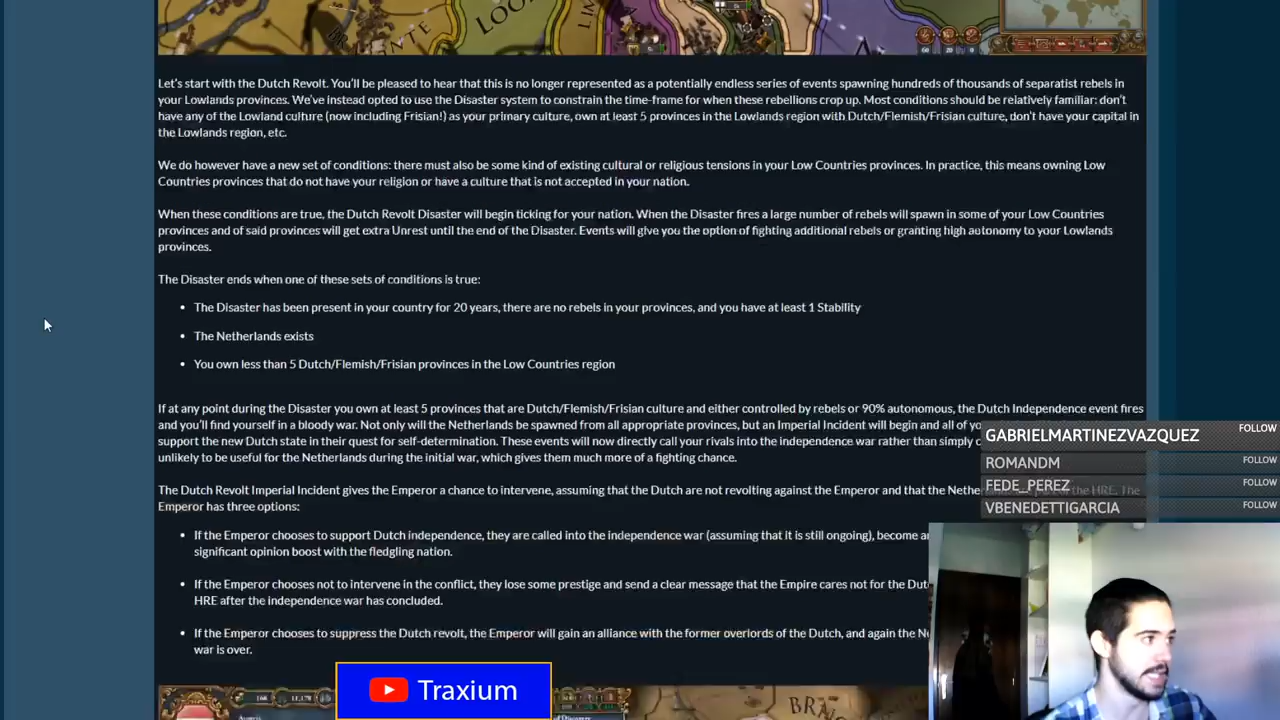 LOON
Let's start with the Dutch Revolt. You'll be pleased to hear that this is no longer represented as a potentially endless series of events spawning hundreds of thousands of separatist rebels in
your Lowlands provinces. We've instead opted to use the Disaster system to constrain the time-frame for when these rebellions crop up. Most conditions should be relatively familiar: don't
have any of the Lowland culture (now including Frisian!) as your primary culture, own at least 5 provinces in the Lowlands region with Dutch/Flemish/Frisian culture, don't have your capital in
the Lowlands region, etc.
We do however have a new set of conditions: there must also be some kind of existing cultural or religious tensions in your Low Countries provinces. In practice, this means owning Low
Countries provinces that do not have your religion or have a culture that is not accepted in your nation.
When these conditions are true, the Dutch Revolt Disaster will begin ticking for your nation. When the Disaster fires a large number of rebels will spawn in some of your Low Countries
provinces and of said provinces will get extra Unrest until the end of the Disaster. Events will give you the option of fighting additional rebels or granting high autonomy to your Lowlands
provinces.
The Disaster ends when one of these sets of conditions is true:
• The Disaster has been present in your country for 20 years, there are no rebels in your provinces, and you have at least 1 Stability
• The Netherlands exists
• You own less than 5 Dutch/Flemish/Frisian provinces in the Low Countries region
If at any point during the Disaster you own at least 5 provinces that are Dutch/Flemish/Frisian culture and either controlled by rebels or 90% autonomous, the Dutch Independence event fires
and you'll find yourself in a bloody war. Not only will the Netherlands be spawned from all appropriate provinces, but an Imperial Incident will begin and all of
support the new Dutch state in their quest for self-determination. These events will now directly call your rivals into the independence war rather than simply
unlikely to be useful for the Netherlands during the initial war, which gives them much more of a fighting chance.
The Dutch Revolt Imperial Incident gives the Emperor a chance to intervene, assuming that the Dutch are not revolting against the Emperor and that the the HRE. The
Emperor has three options:
• If the Emperor chooses to support Dutch independence, they are called into the independence war (assuming that it is still ongoing), become
significant opinion boost with the fledgling nation.
• If the Emperor chooses not to intervene in the conflict, they lose some prestige and send a clear message that the Empire cares not for the
HRE after the independence war has concluded.
• If the Emperor chooses to suppress the Dutch revolt, the Emperor will gain an alliance with the former overlords of the Dutch, and again the
war is over.
GABRIELMARTINEZVAZQUEZ FOLLOW
ROMANDM FOLLOW
FEDE_PEREZ FOLLOW
VBENEDETTIGARCIA FOLLOW
Traxium